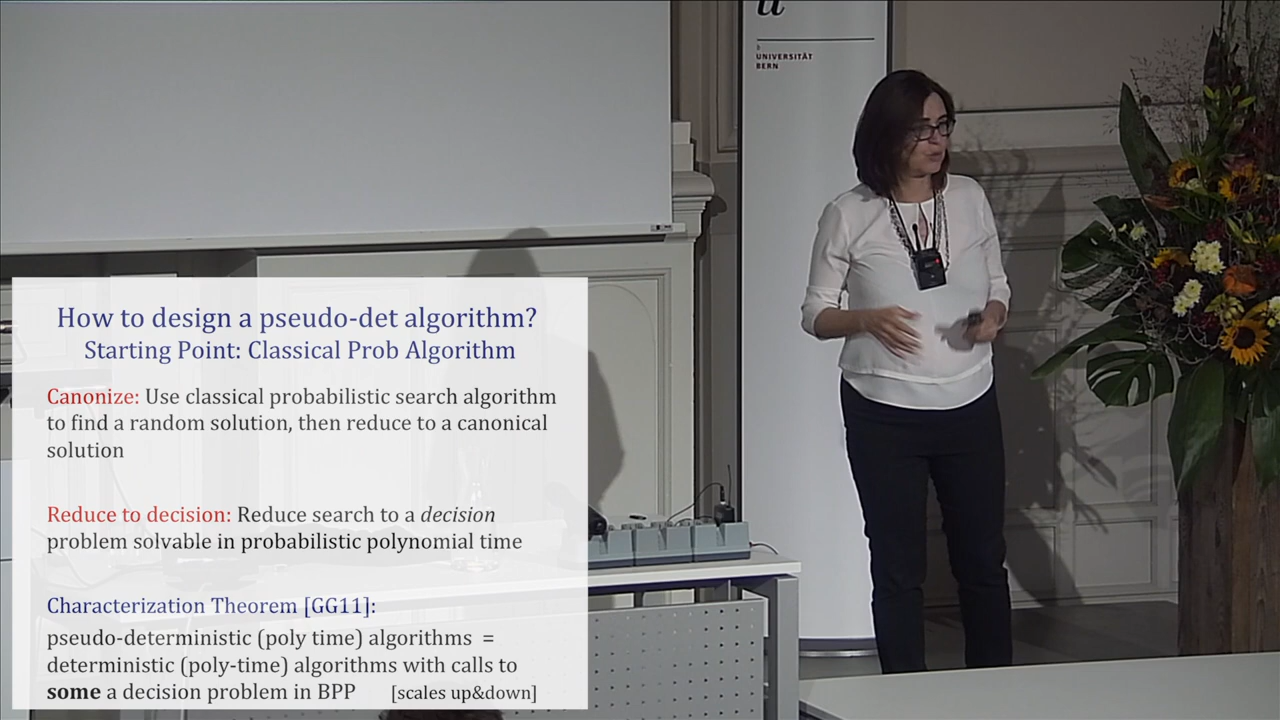 u
b
UNIVERSITÄT
BERN
How to design a pseudo-det algorithm?
Starting Point: Classical Prob Algorithm
Canonize: Use classical probabilistic search algorithm
to find a random solution, then reduce to a canonical
solution
Reduce to decision: Reduce search to a decision
problem solvable in probabilistic polynomial time
Characterization Theorem [GG11]:
pseudo-deterministic (poly time) algorithms =
deterministic (poly-time) algorithms with calls to
some a decision problem in BPP [scales up&down]